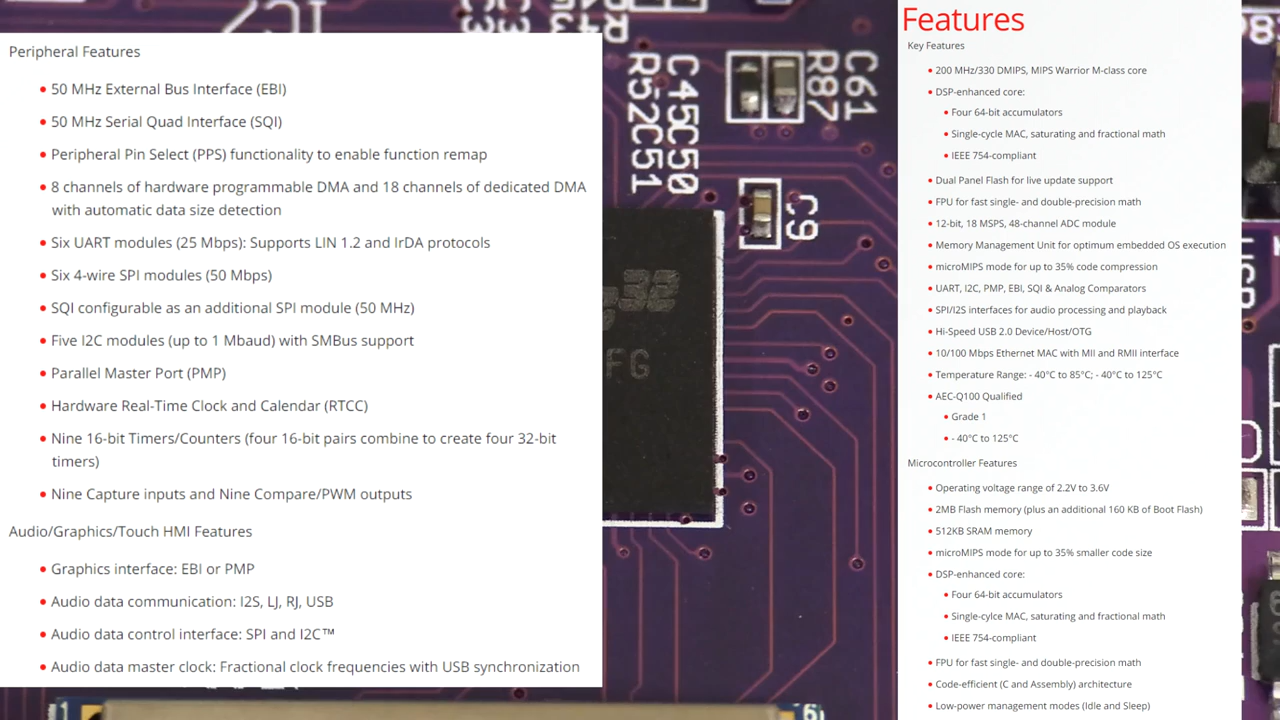 Peripheral Features
50 MHz External Bus Interface (EBI)
50 MHz Serial Quad Interface (SQI)
Peripheral Pin Select (PPS) functionality to enable function remap
8 channels of hardware programmable DMA and 18 channels of dedicated DMA
with automatic data size detection
Six UART modules (25 Mbps): Supports LIN 1.2 and IrDA protocols
Six 4-wire SPI modules (50 Mbps)
SQI configurable as an additional SPI module (50 MHz)
Five I2C modules (up to 1 Mbaud) with SMBus support
Parallel Master Port (PMP)
Hardware Real-Time Clock and Calendar (RTCC)
Nine 16-bit Timers/Counters (four 16-bit pairs combine to create four 32-bit
timers)
Nine Capture inputs and Nine Compare/PWM outputs
Audio/Graphics/Touch HMI Features
Graphics interface: EBI or PMP
Audio data communication: I2S, LJ, RJ, USB
Audio data control interface: SPI and I2C™
Audio data master clock: Fractional clock frequencies with USB synchronization
R52C51
C45C50
R87
C61
C9
32
FG
Features
Key Features
200 MHz/330 DMIPS, MIPS Warrior M-class core
DSP-enhanced core:
Four 64-bit accumulators
Single-cycle MAC, saturating and fractional math
IEEE 754-compliant
Dual Panel Flash for live update support
FPU for fast single- and double-precision math
12-bit, 18 MSPS, 48-channel ADC module
Memory Management Unit for optimum embedded OS execution
microMIPS mode for up to 35% code compression
UART, I2C, PMP, EBI, SQI & Analog Comparators
SPI/I2S interfaces for audio processing and playback
Hi-Speed USB 2.0 Device/Host/OTG
10/100 Mbps Ethernet MAC with MII and RMII interface
Temperature Range: - 40°C to 85°C; - 40°C to 125°C
AEC-Q100 Qualified
Grade 1
- 40°C to 125°C
Microcontroller Features
Operating voltage range of 2.2V to 3.6V
2MB Flash memory (plus an additional 160 KB of Boot Flash)
512KB SRAM memory
microMIPS mode for up to 35% smaller code size
DSP-enhanced core:
Four 64-bit accumulators
Single-cylce MAC, saturating and fractional math
IEEE 754-compliant
FPU for fast single- and double-precision math
Code-efficient (C and Assembly) architecture
Low-power management modes (Idle and Sleep)